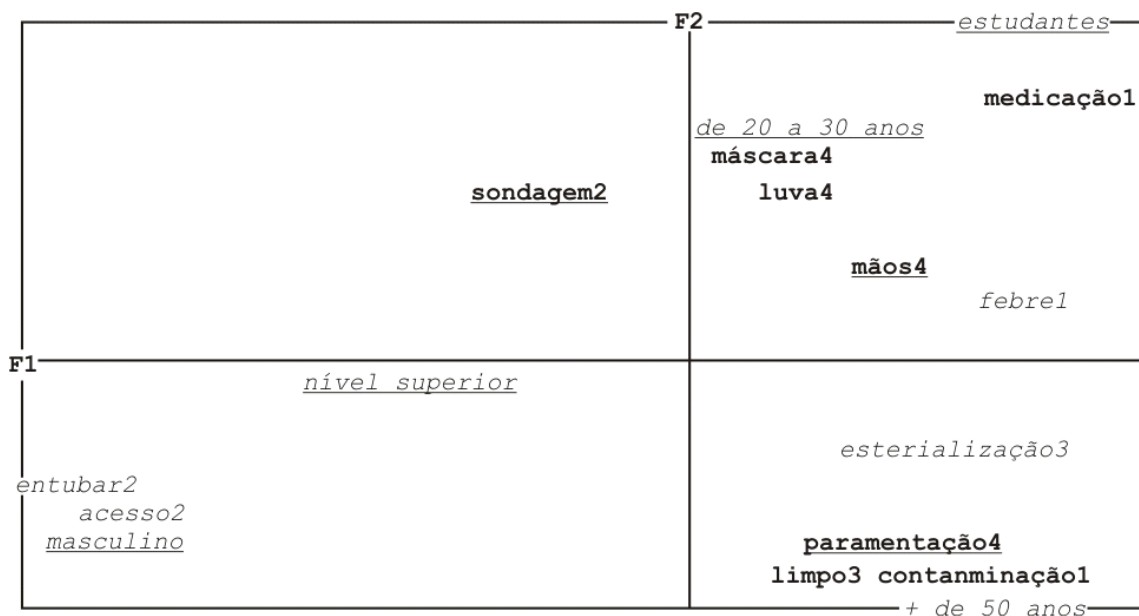 F2
estudantes
medicação1
de 20 a 30 anos
máscara4
sondagem2
luva4
mãos4
febre1
F1
nível superior
esterialização3
entubar2
acesso2
masculino
paramentação4
limpo3 contanminação1
+ de 50 anos